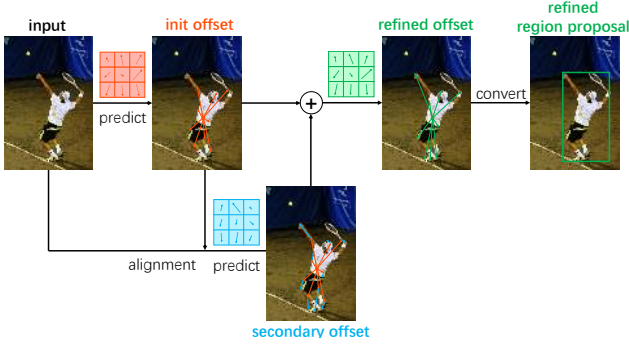 input
init offset
refined offset
refined
region proposal
predict
convert
alignment
predict
secondary offset